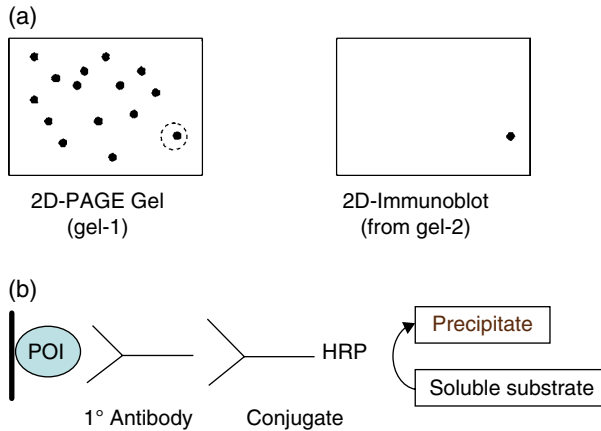 (a)
2D-PAGE Gel
(gel-1)
2D-Immunoblot
(from gel-2)
(b)
POI
HRP
Precipitate
Soluble substrate
1° Antibody
Conjugate